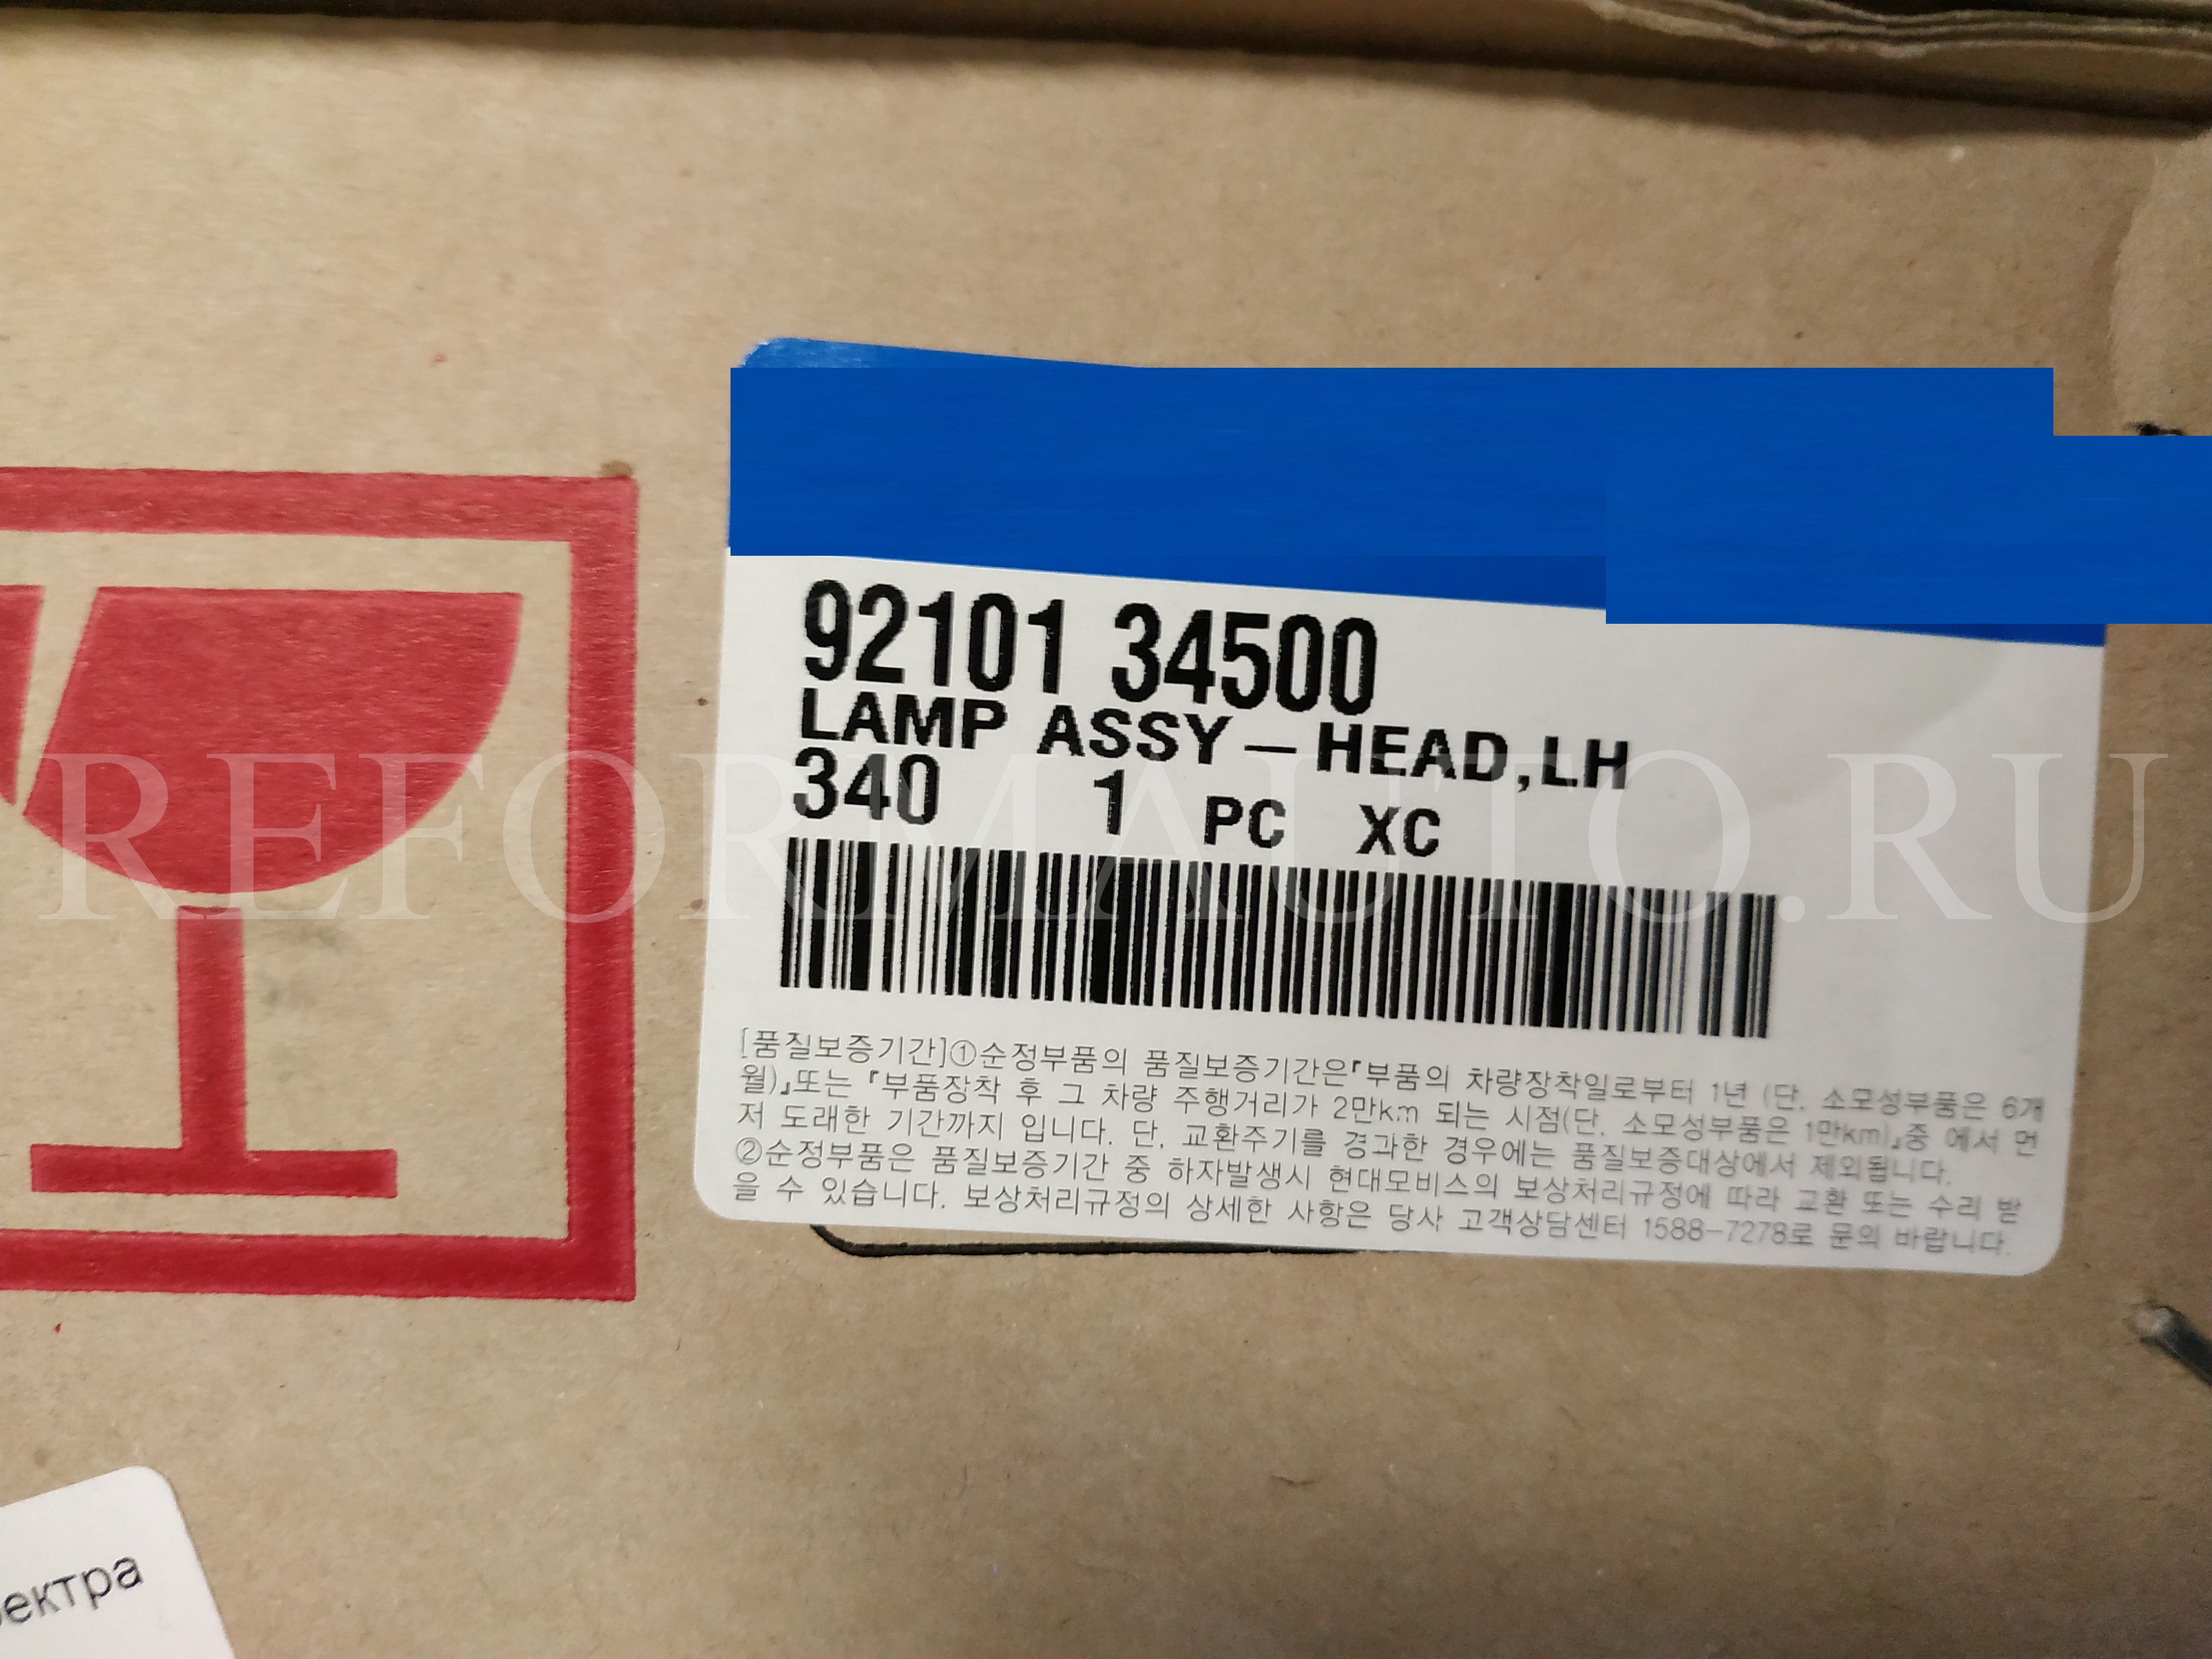 92101 34500
LAMP ASSY - HEAD,LH
340 1 PC XC
REFORMAUTO.RU
[품질보증기간]①순정부품의 품질보증기간은『부품의 차량장착일로부터 1년 (단. 소모성부품은 6개
월)』또는 『부품장착 후 그 차량 주행거리가 2만km 되는 시점(단. 소모성부품은 1만km)』중 에서 먼
저 도래한 기간까지 입니다. 단. 교환주기를 경과한 경우에는 품질보증대상에서 제외됩니다.
②순정부품은 품질보증기간 중 하자발생시 현대모비스의 보상처리규정에 따라 교환 또는 수리 받
을 수 있습니다. 보상처리규정의 상세한 사항은 당사 고객상담센터 1588-7278로 문의 바랍니다.
ектра